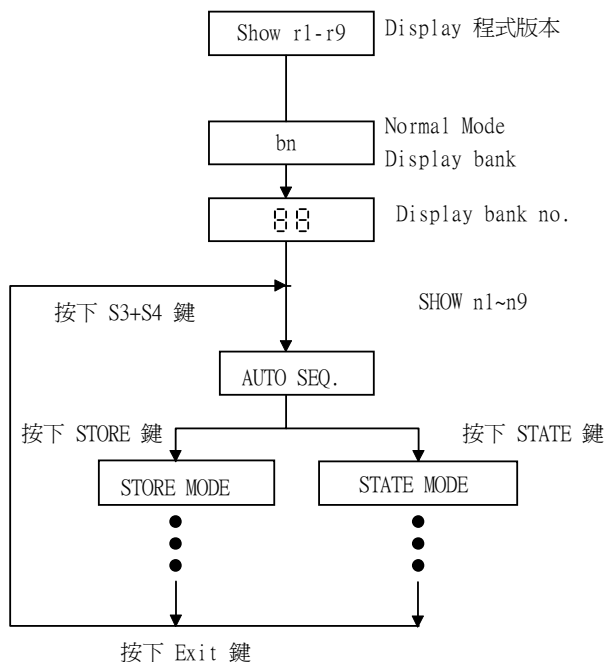 Show r1-r9
Display 程式版本
bn
Normal Mode
Display bank
88
Display bank no.
按下 S3+S4 鍵
SHOW n1~n9
AUTO SEQ.
按下 STORE 鍵
按下 STATE 鍵
STORE MODE
STATE MODE
按下 Exit 鍵